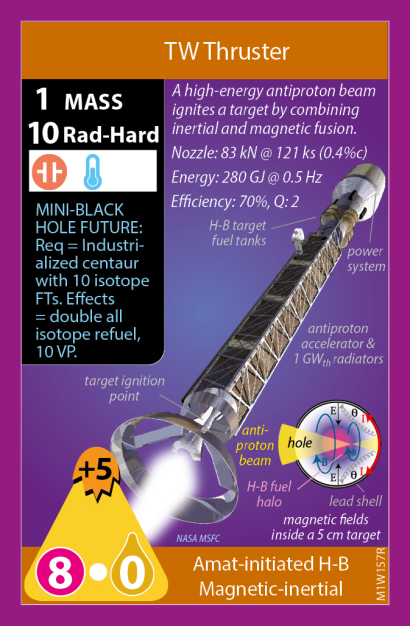 TW Thruster
1 MASS
10 Rad-Hard
MINI-BLACK
HOLE FUTURE:
Req = Industri-
alized centaur
with 10 isotope
FTs. Effects
= double all
isotope refuel,
10 VP.
A high-energy antiproton beam
ignites a target by combining
inertial and magnetic fusion.
Nozzle: 83 kN @ 121 ks (0.4%c)
Energy: 280 GJ @ 0.5 Hz
Efficiency: 70%, Q: 2
H-B target
fuel tanks
power
system
antiproton
accelerator &
1 GWth radiators
target ignition
point
anti-
proton
beam
hole
E θ I
B
E θ I
H-B fuel
halo
lead shell
magnetic fields
inside a 5 cm target
NASA MSFC
+5
8 • 0
Amat-initiated H-B
Magnetic-inertial
M1W157R